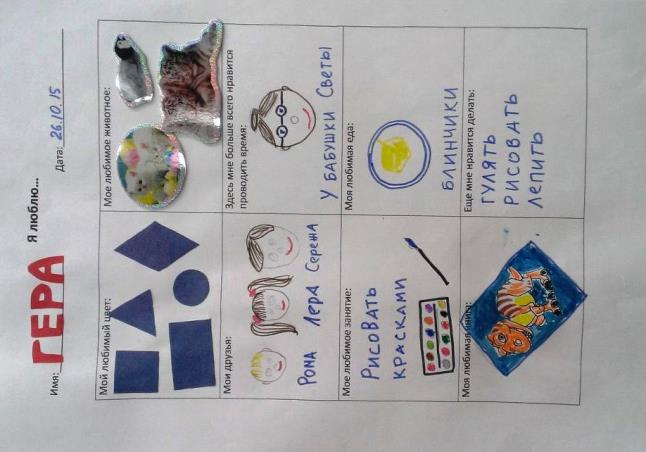 Я люблю...
Имя: ГЕРА
Дата: 26.10.15
Мой любимый цвет:
Мое любимое животное:
Мои друзья:
Рома Лера Сережа
Здесь мне больше всего нравится
проводить время:
У БАБУШКИ СВЕТЫ
Мое любимое занятие:
РИСОВАТЬ
КРАСКАМИ
Моя любимая еда:
БЛИНЧИКИ
Моя любимая книга:
Еще мне нравится делать:
ГУЛЯТЬ
РИСОВАТЬ
ЛЕПИТЬ